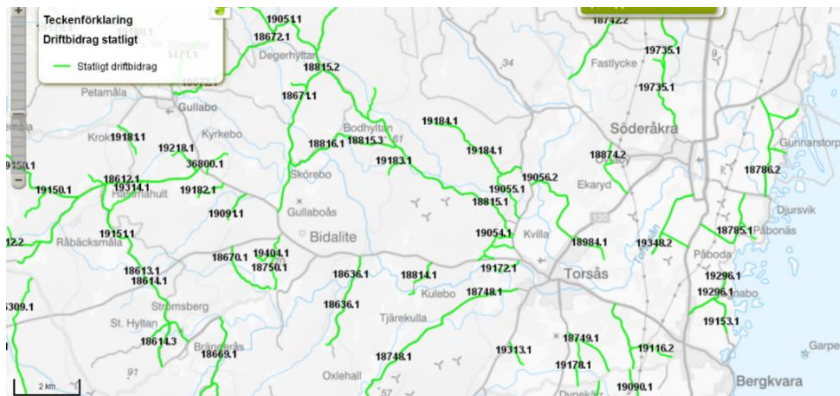 Teckenförklaring
Driftbidrag statligt
Statligt driftbidrag
19051.1
18672.1
Degerhyltan
18815.2
18742.2
34
Fastlycke
19735.1
19735.1
Petamåla
Gullabo
18671.1
19181.1
Kyrkebo
19218.1
36800.1
Bodhyltan
18816.1
18815.3
61
19184.1
19184.1
19183.1
Söderåkra
18874.2
Gunnarstorp
18786.2
19150.1
18612.1
19314.1
19182.1
Skörebo
19056.2
19055.1
Ekaryd
18815.1
19091.1
Gullaboås
Djursvik
120
19151.1
Råbäcksmåla
Bidalite
19054.1
Kvilla
18984.1
19348.2
Torsåsån
18785.1
Påbonäs
Påboda
18670.1
19404.1
18750.1
18613.1
18614.1
18636.1
18814.1
19172.1
Torsås
19296.1
19296.1
Kulebo
18748.1
Strömsberg
18636.1
St. Hyltan
Tjärekulla
19153.1
18614.3
Brännerås
18669.1
18748.1
18749.1
19313.1
19116.2
19178.1
91
Oxlehall
57
19090.1
Bergkvara
2 km